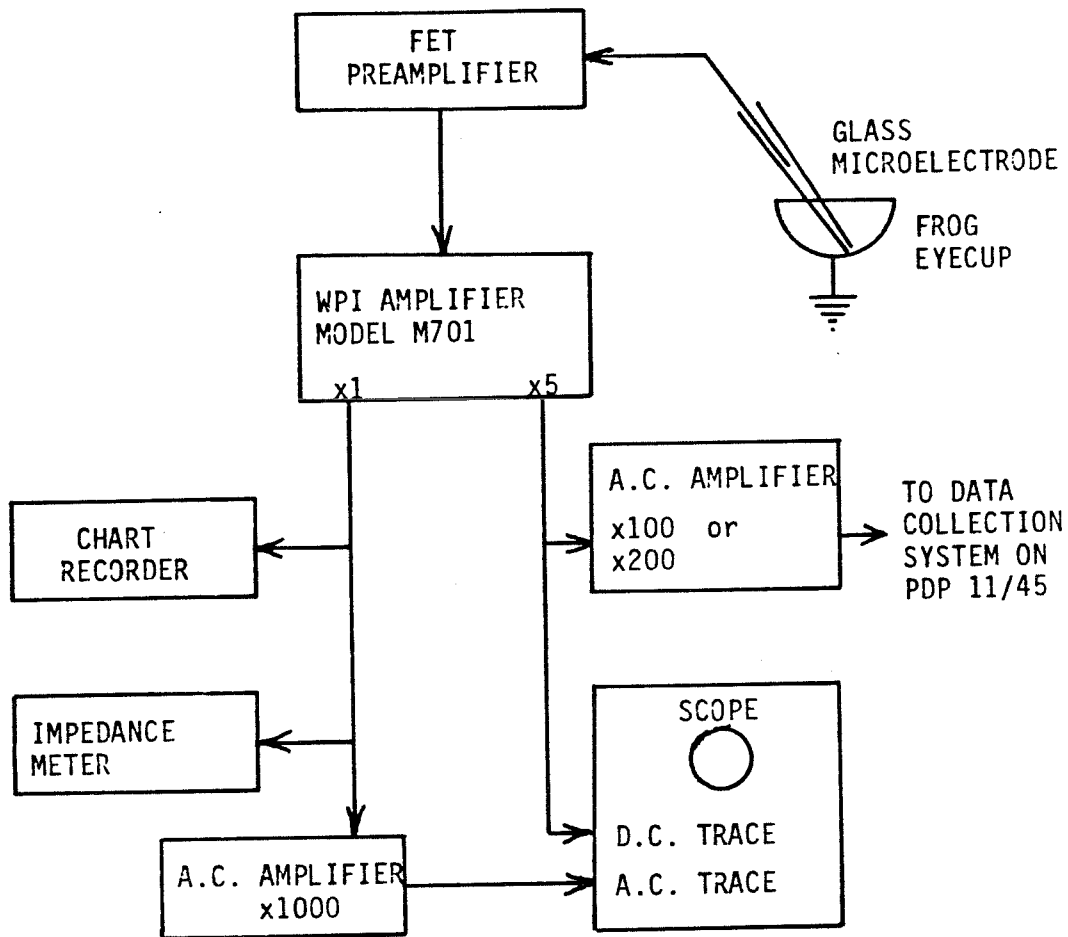 FET
PREAMPLIFIER
GLASS
MICROELECTRODE
FROG
EYECUP
WPI AMPLIFIER
MODEL M701
x1
x5
A.C. AMPLIFIER
x100 or
x200
TO DATA
COLLECTION
SYSTEM ON
PDP 11/45
CHART
RECORDER
IMPEDANCE
METER
SCOPE
D.C. TRACE
A.C. TRACE
A.C. AMPLIFIER
x1000